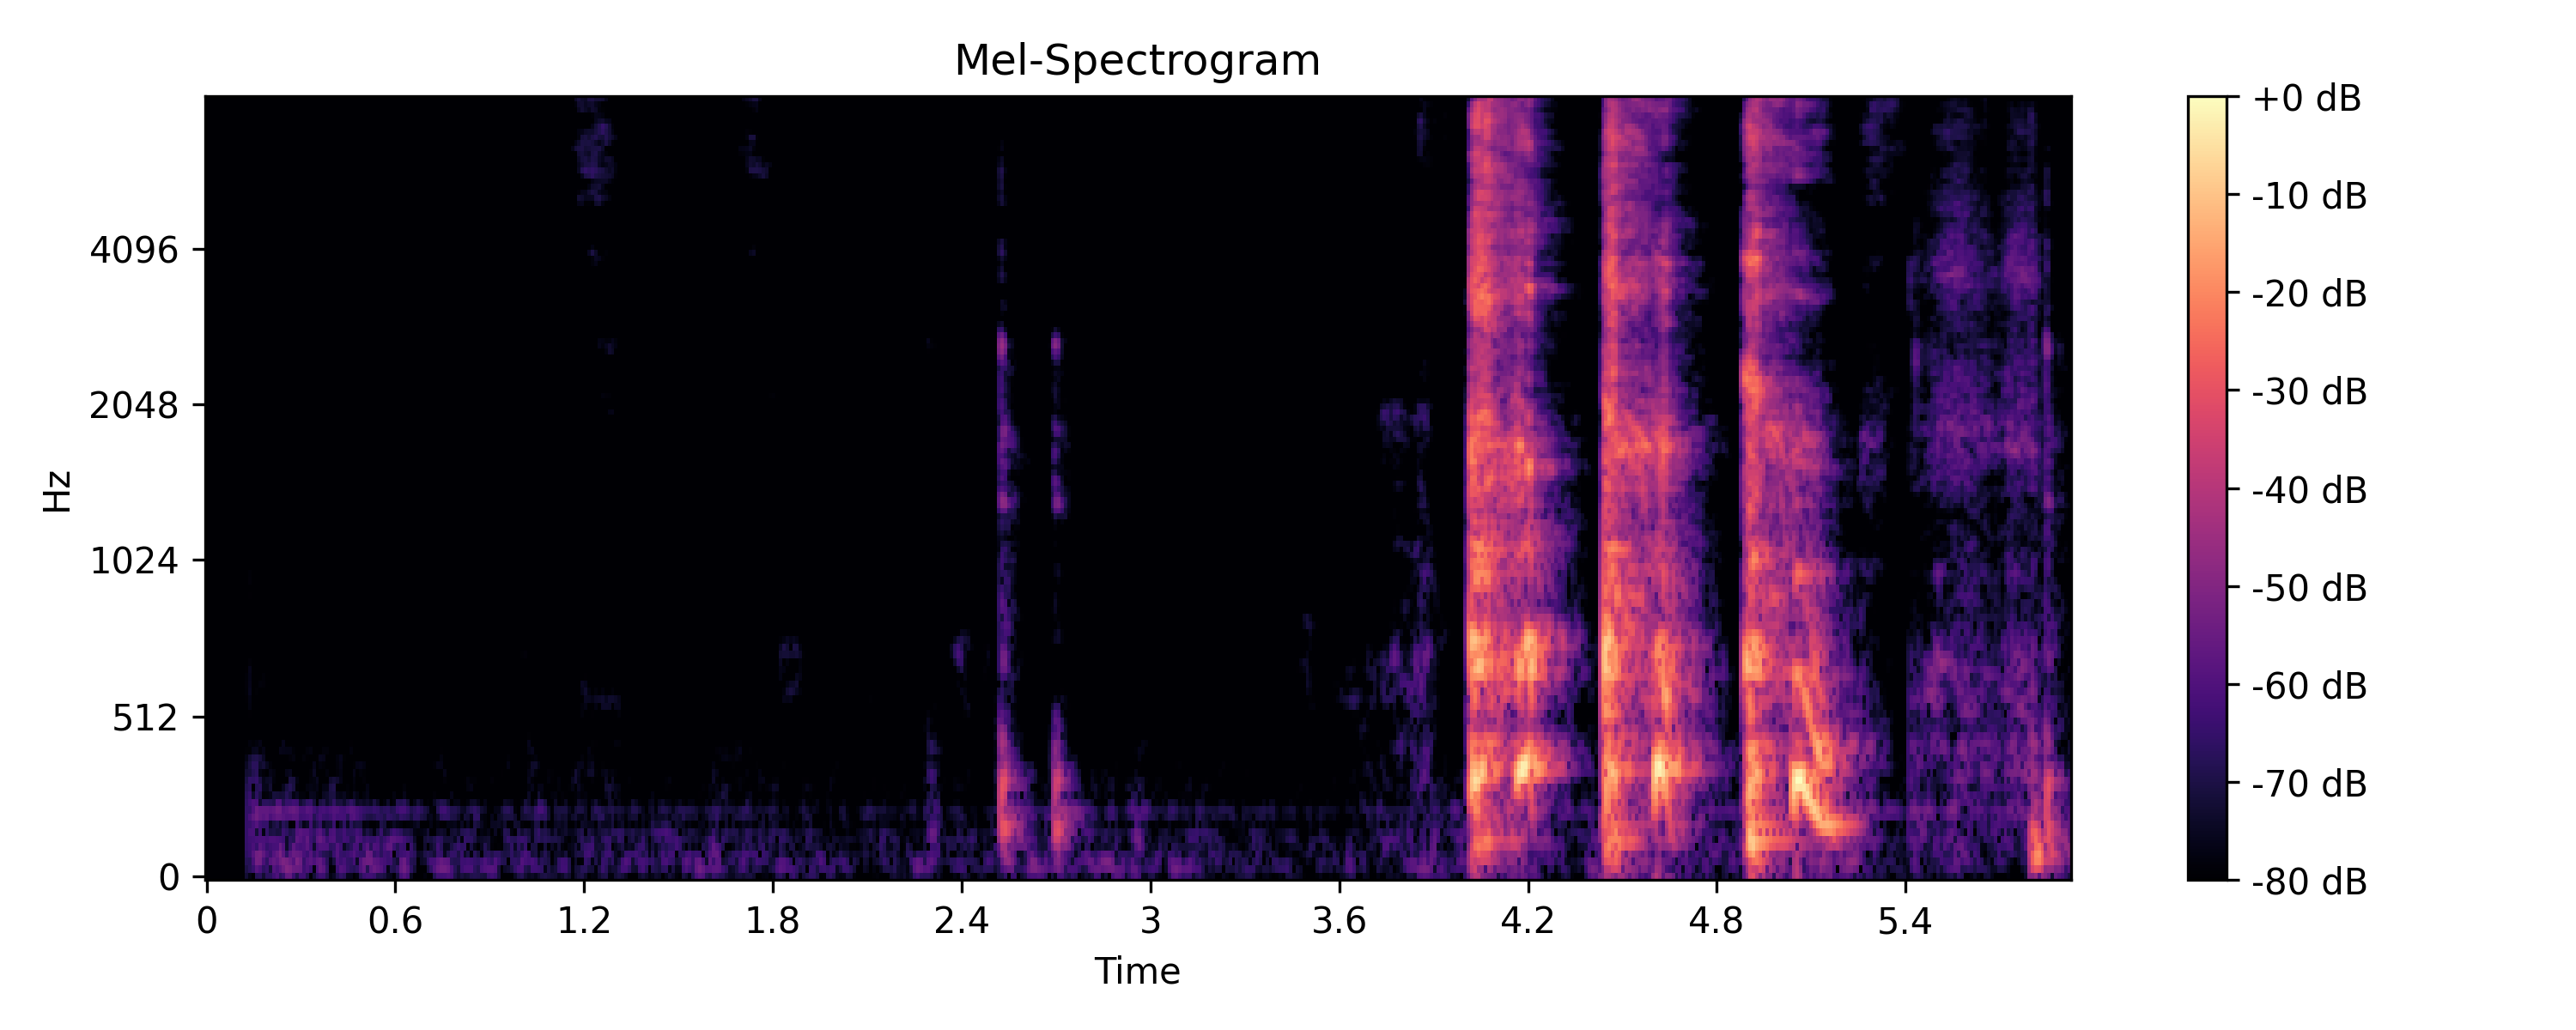 Mel-Spectrogram
+0 dB
-10 dB
-20 dB
-30 dB
-40 dB
-50 dB
-60 dB
-70 dB
-80 dB
Hz
4096
2048
1024
512
0
0 0.6 1.2 1.8 2.4 3 3.6 4.2 4.8 5.4
Time